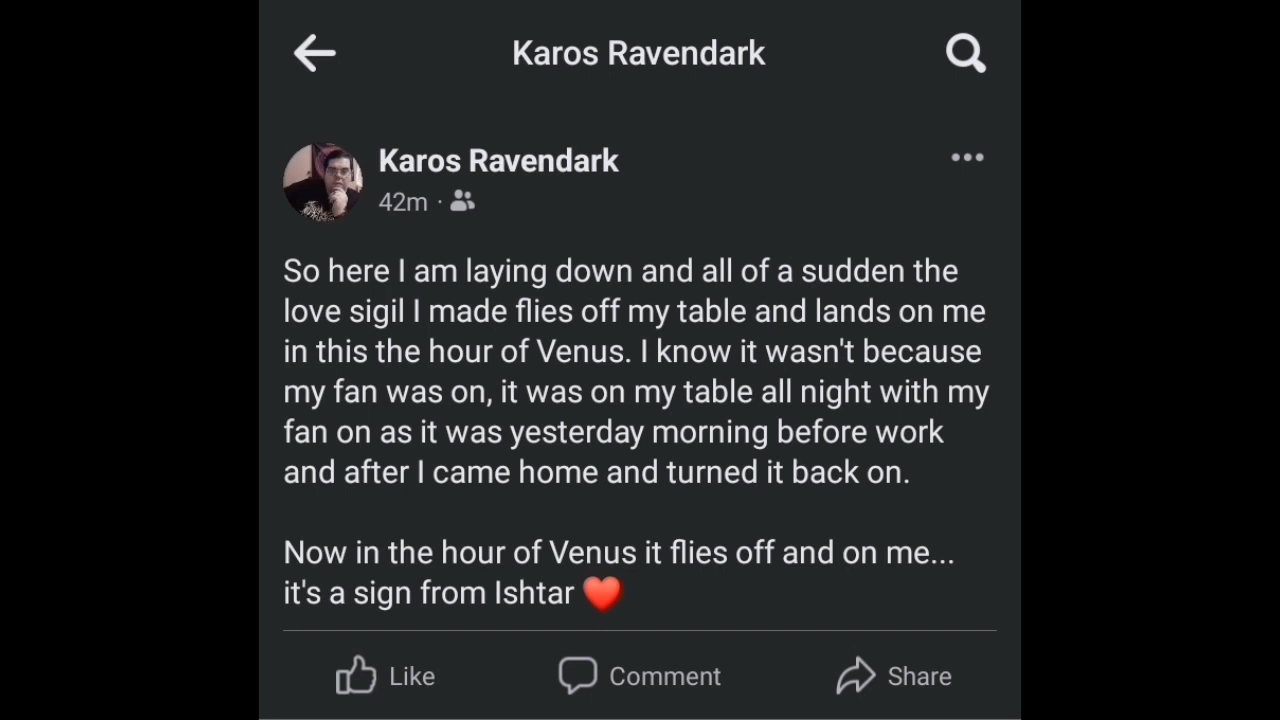 Karos Ravendark
Karos Ravendark
42m ·
So here I am laying down and all of a sudden the
love sigil I made flies off my table and lands on me
in this the hour of Venus. I know it wasn't because
my fan was on, it was on my table all night with my
fan on as it was yesterday morning before work
and after I came home and turned it back on.
Now in the hour of Venus it flies off and on me...
it's a sign from Ishtar ❤️
Like Comment Share